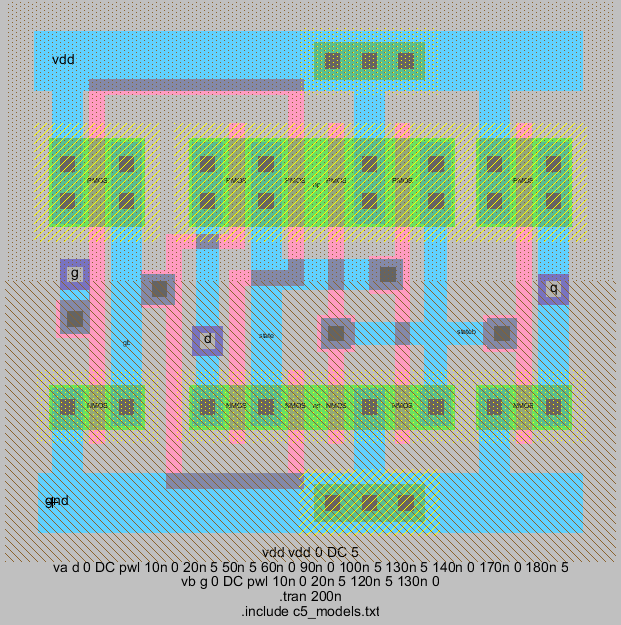 vdd
PMOS PMOS PMOS PMOS PMOS PMOS
g
q
d
gb
state
stateb
NMOS NMOS NMOS NMOS NMOS NMOS
gnd
vdd vdd 0 DC 5
va d 0 DC pwl 10n 0 20n 5 50n 5 60n 0 90n 0 100n 5 130n 5 140n 0 170n 0 180n 5
vb g 0 DC pwl 10n 0 20n 5 120n 5 130n 0
.tran 200n
.include c5_models.txt